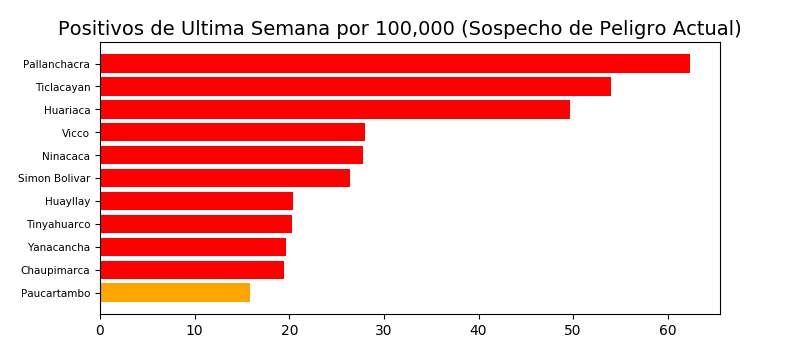 Positivos de Ultima Semana por 100,000 (Sospecho de Peligro Actual)
Pallanchacra
Ticlacayan
Huariaca
Vicco
Ninacaca
Simon Bolivar
Huayllay
Tinyahuarco
Yanacancha
Chaupimarca
Paucartambo
0 10 20 30 40 50 60